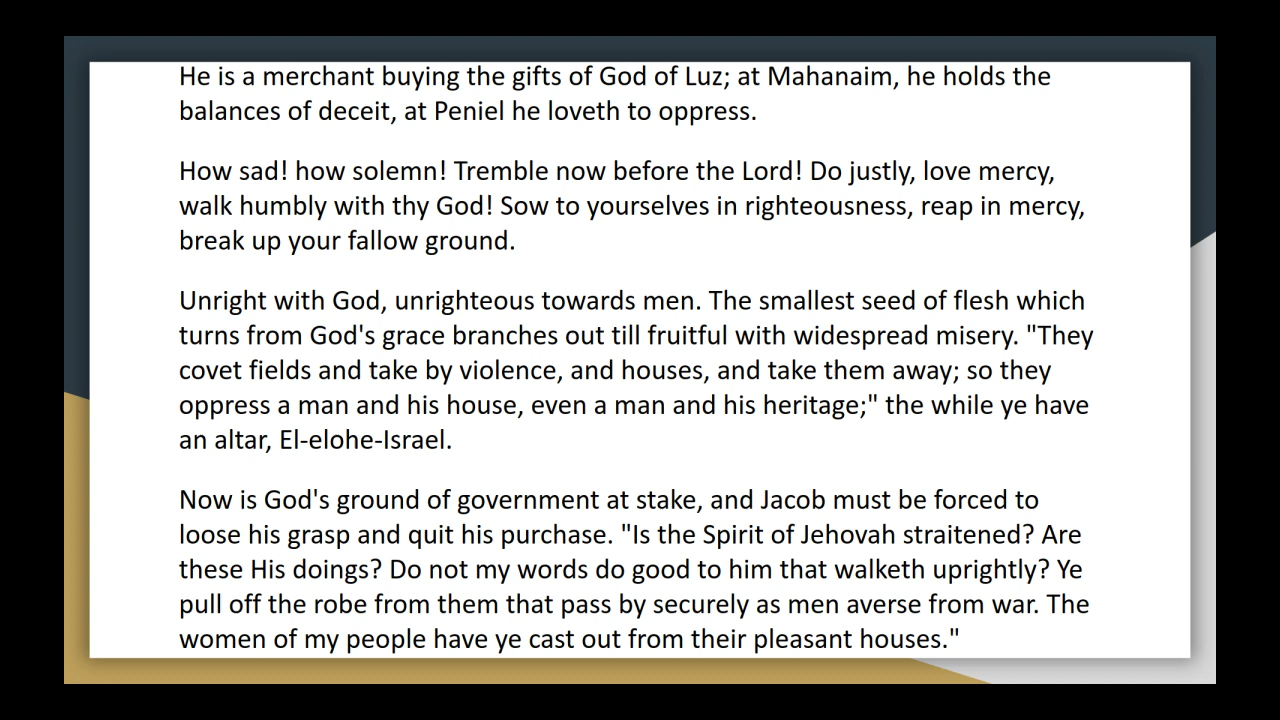 He is a merchant buying the gifts of God of Luz; at Mahanaim, he holds the
balances of deceit, at Peniel he loveth to oppress.
How sad! how solemn! Tremble now before the Lord! Do justly, love mercy,
walk humbly with thy God! Sow to yourselves in righteousness, reap in mercy,
break up your fallow ground.
Unright with God, unrighteous towards men. The smallest seed of flesh which
turns from God's grace branches out till fruitful with widespread misery. "They
covet fields and take by violence, and houses, and take them away; so they
oppress a man and his house, even a man and his heritage;" the while ye have
an altar, El-elohe-Israel.
Now is God's ground of government at stake, and Jacob must be forced to
loose his grasp and quit his purchase. "Is the Spirit of Jehovah straitened? Are
these His doings? Do not my words do good to him that walketh uprightly? Ye
pull off the robe from them that pass by securely as men averse from war. The
women of my people have ye cast out from their pleasant houses."